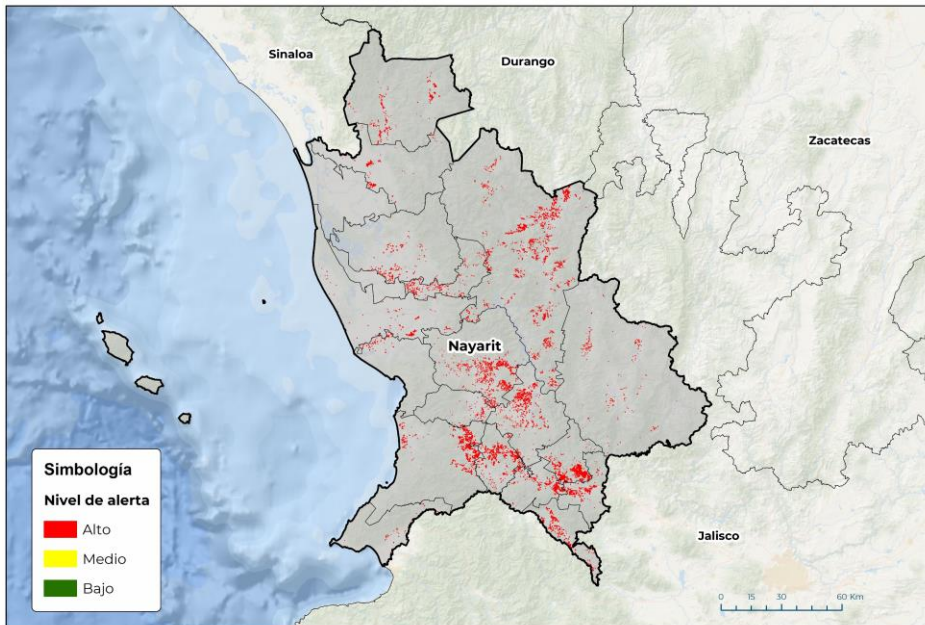 Sinaloa
Durango
Zacatecas
Nayarit
Jalisco
Simbología
Nivel de alerta
Alto
Medio
Bajo
0 15 30 60 Km